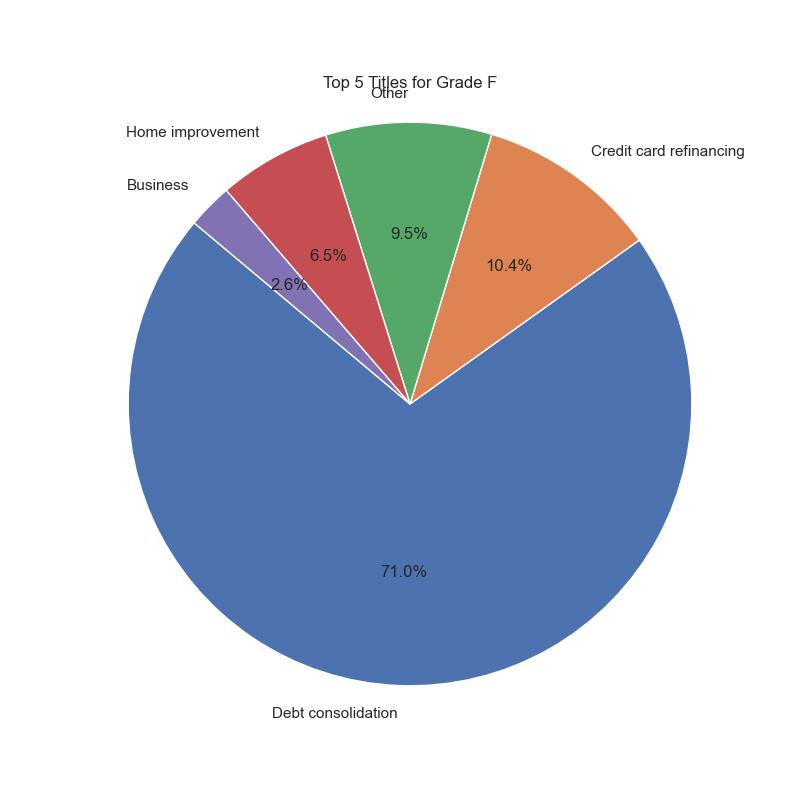 Top 5 Titles for Grade F
Other
Home improvement
Credit card refinancing
Business
9.5%
6.5%
10.4%
2.6%
71.0%
Debt consolidation